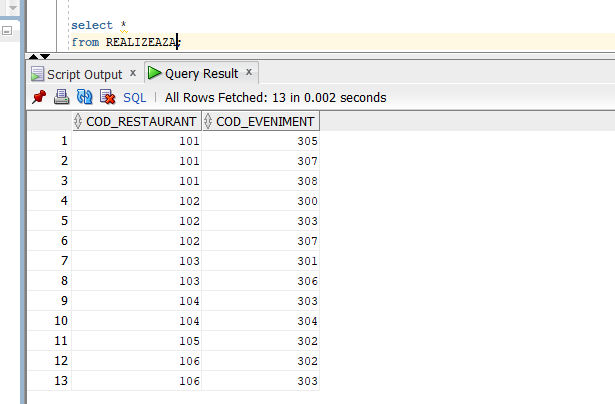 select *
from REALIZEAZA;
Script Output x Query Result x
SQL | All Rows Fetched: 13 in 0.002 seconds
COD_RESTAURANT COD_EVENIMENT
1 101 305
2 101 307
3 101 308
4 102 300
5 102 303
6 102 307
7 103 301
8 103 306
9 104 303
10 104 304
11 105 302
12 106 302
13 106 303